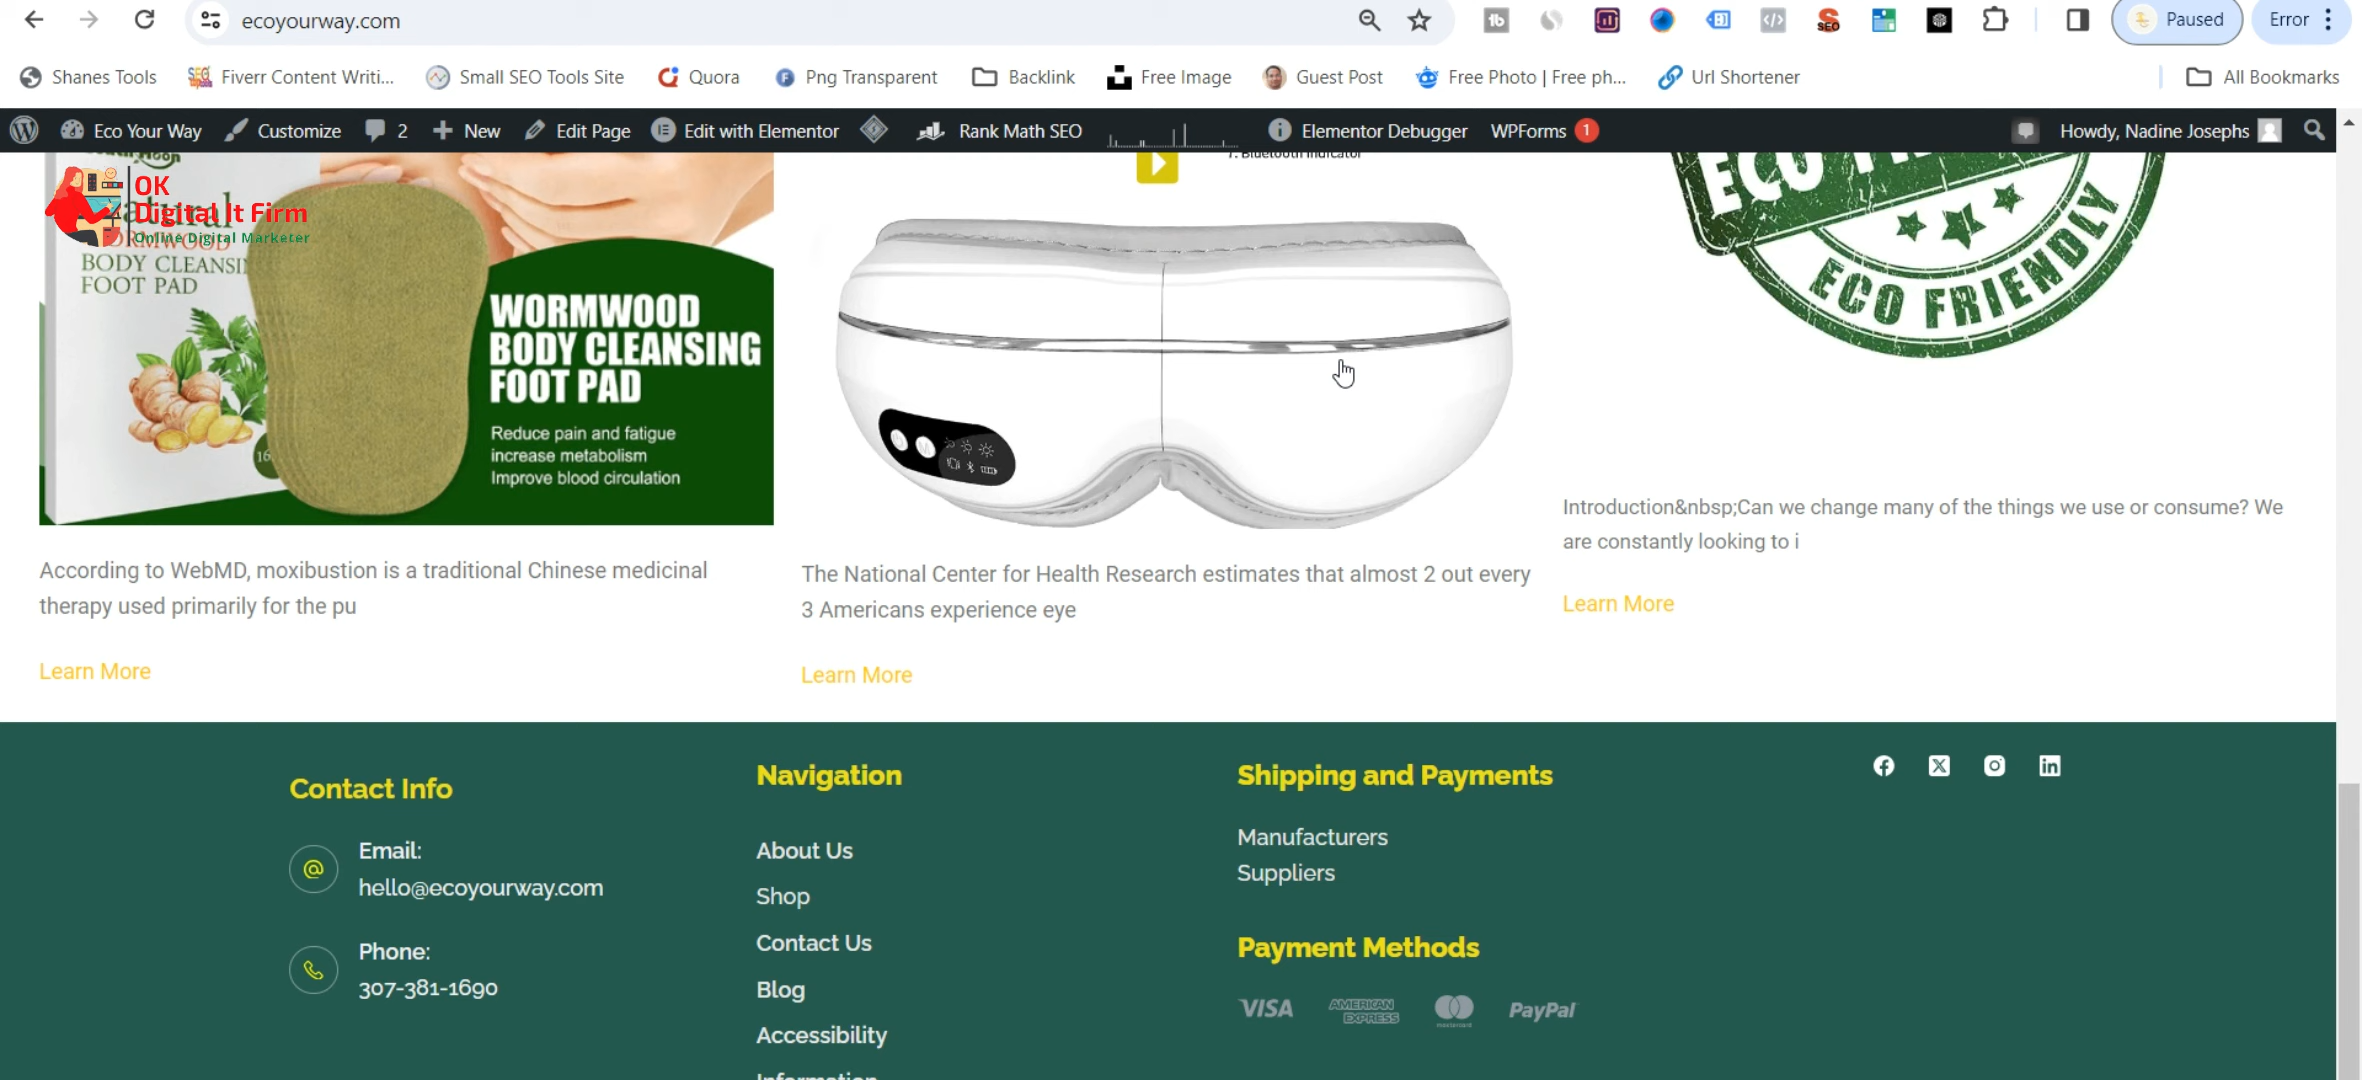 ecoyourway.com
Paused
Error
Shanes Tools
Fiverr Content Writi...
Small SEO Tools Site
Quora
Png Transparent
Backlink
Free Image
Guest Post
Free Photo | Free ph...
Url Shortener
All Bookmarks
Eco Your Way
Customize
2
New
Edit Page
Edit with Elementor
Rank Math SEO
Elementor Debugger
WPForms 1
Howdy, Nadine Josephs
OK
Digital It Firm
Online Digital Marketer
BODY CLEANSIN
FOOT PAD
WORMWOOD
BODY CLEANSING
FOOT PAD
Reduce pain and fatigue
increase metabolism
Improve blood circulation
7. Bluetooth indicator
ECO FRIENDLY
According to WebMD, moxibustion is a traditional Chinese medicinal
therapy used primarily for the pu
Learn More
The National Center for Health Research estimates that almost 2 out every
3 Americans experience eye
Learn More
Introduction&nbsp;Can we change many of the things we use or consume? We
are constantly looking to i
Learn More
Contact Info
Email:
hello@ecoyourway.com
Phone:
307-381-1690
Navigation
About Us
Shop
Contact Us
Blog
Accessibility
Information
Shipping and Payments
Manufacturers
Suppliers
Payment Methods
VISA
AMERICAN
EXPRESS
mastercard
PayPal